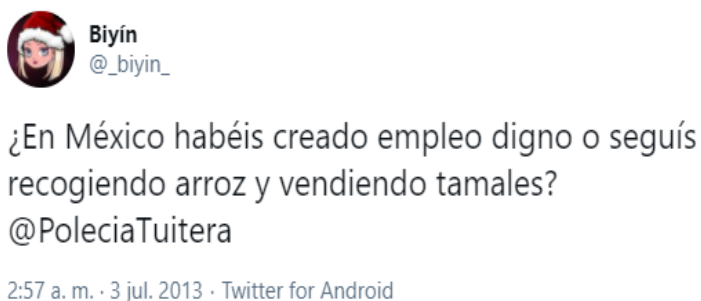 Biyín
@_biyin_
¿En México habéis creado empleo digno o seguís
recogiendo arroz y vendiendo tamales?
@PoleciaTuitera
2:57 a. m. · 3 jul. 2013 · Twitter for Android